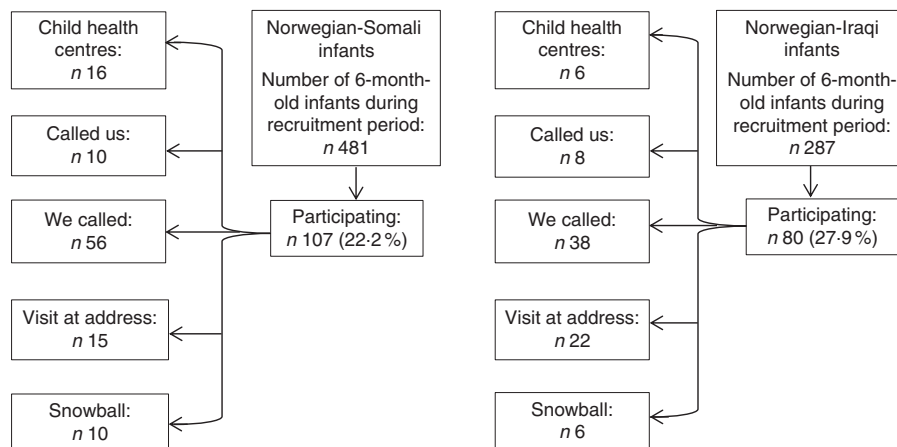 Child health
centres:
n 16
Called us:
n 10
We called:
n 56
Visit at address:
n 15
Snowball:
n 10
Norwegian-Somali
infants
Number of 6-month-
old infants during
recruitment period:
n 481
Participating:
n 107 (22·2 %)
Child health
centres:
n 6
Called us:
n 8
We called:
n 38
Visit at address:
n 22
Snowball:
n 6
Norwegian-Iraqi
infants
Number of 6-month-
old infants during
recruitment period:
n 287
Participating:
n 80 (27·9 %)